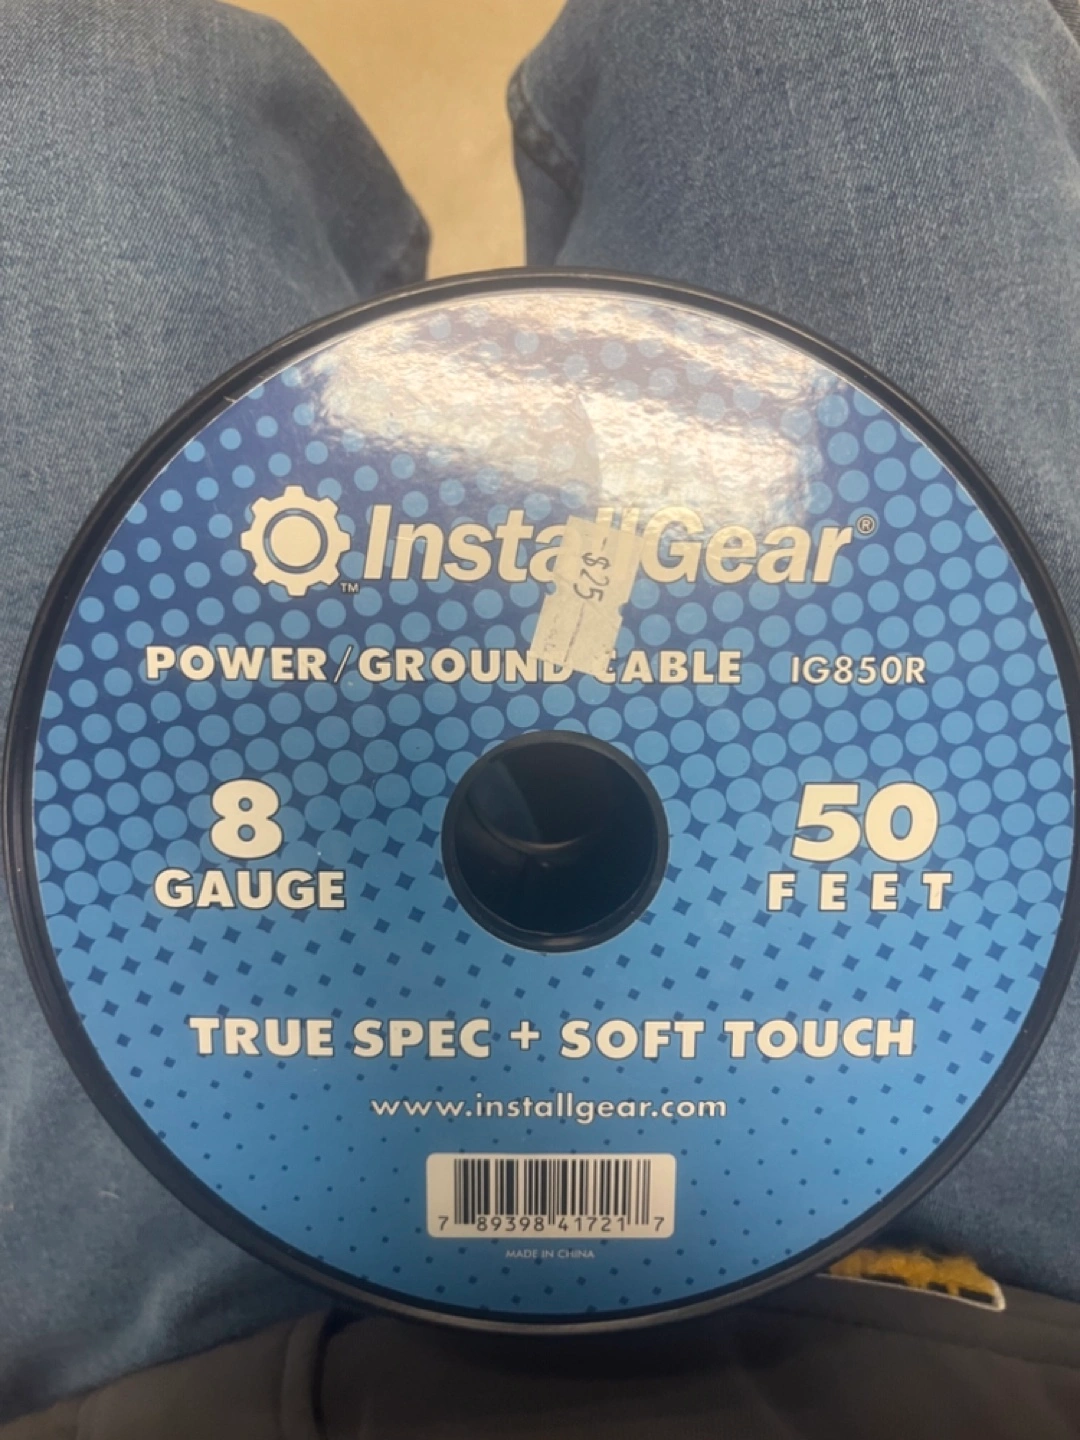 InstallGear®
TM
-$25
POWER/GROUND CABLE IG850R
8
GAUGE
50
FEET
TRUE SPEC + SOFT TOUCH
www.installgear.com
7 89398 41721 7
MADE IN CHINA